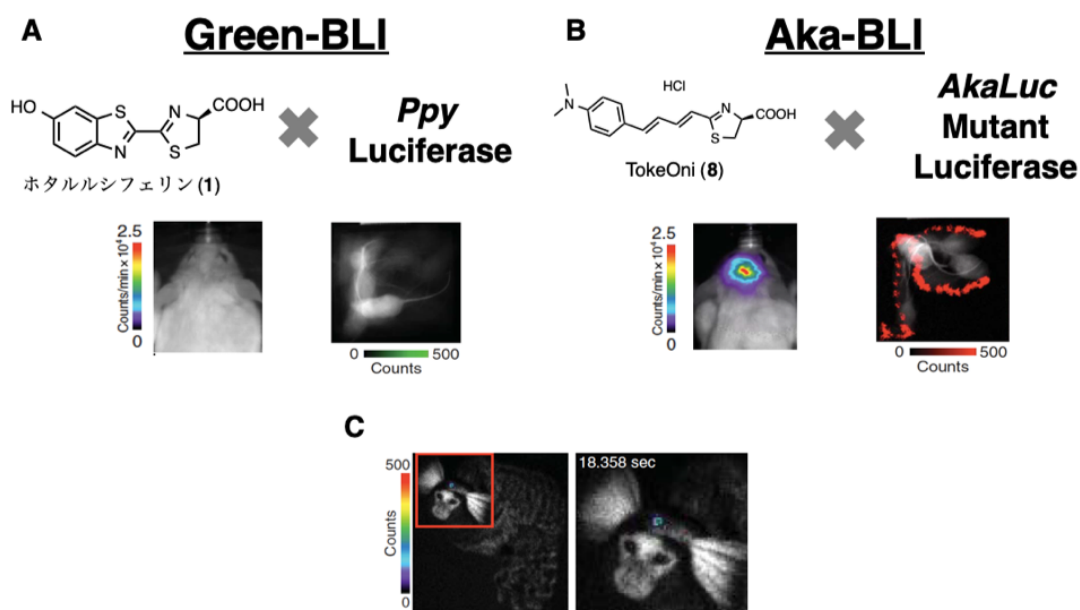 A
Green-BLI
HO
S
N
N
S
COOH
ホタルルシフェリン(1)
Ppy
Luciferase
2.5
Counts/min×10⁴
0
0
500
Counts
B
Aka-BLI
N
HCl
N
S
COOH
TokeOni (8)
AkaLuc
Mutant
Luciferase
2.5
Counts/min×10⁴
0
0
500
Counts
C
500
Counts
0
18.358 sec